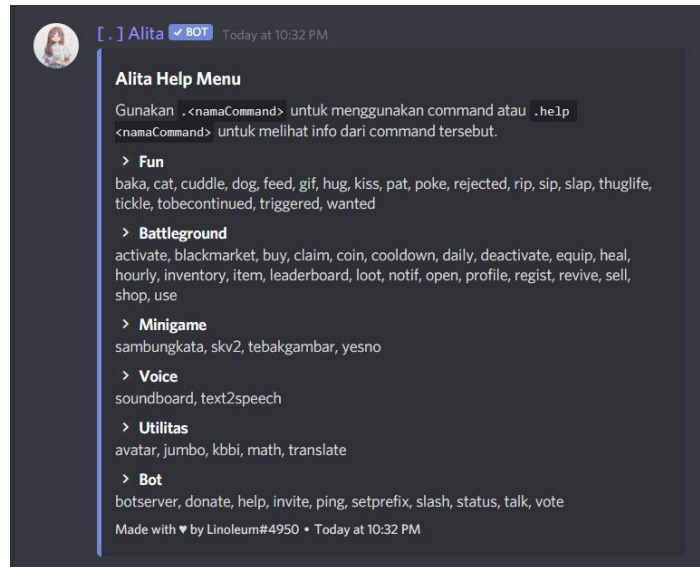 [ . ] Alita ✓ BOT Today at 10:32 PM
Alita Help Menu
Gunakan .<namaCommand> untuk menggunakan command atau .help
<namaCommand> untuk melihat info dari command tersebut.
> Fun
baka, cat, cuddle, dog, feed, gif, hug, kiss, pat, poke, rejected, rip, sip, slap, thuglife,
tickle, tobecontinued, triggered, wanted
> Battleground
activate, blackmarket, buy, claim, coin, cooldown, daily, deactivate, equip, heal,
hourly, inventory, item, leaderboard, loot, notif, open, profile, regist, revive, sell,
shop, use
> Minigame
sambungkata, skv2, tebakgambar, yesno
> Voice
soundboard, text2speech
> Utilitas
avatar, jumbo, kbbi, math, translate
> Bot
botserver, donate, help, invite, ping, setprefix, slash, status, talk, vote
Made with ♥ by Linoleum#4950 • Today at 10:32 PM